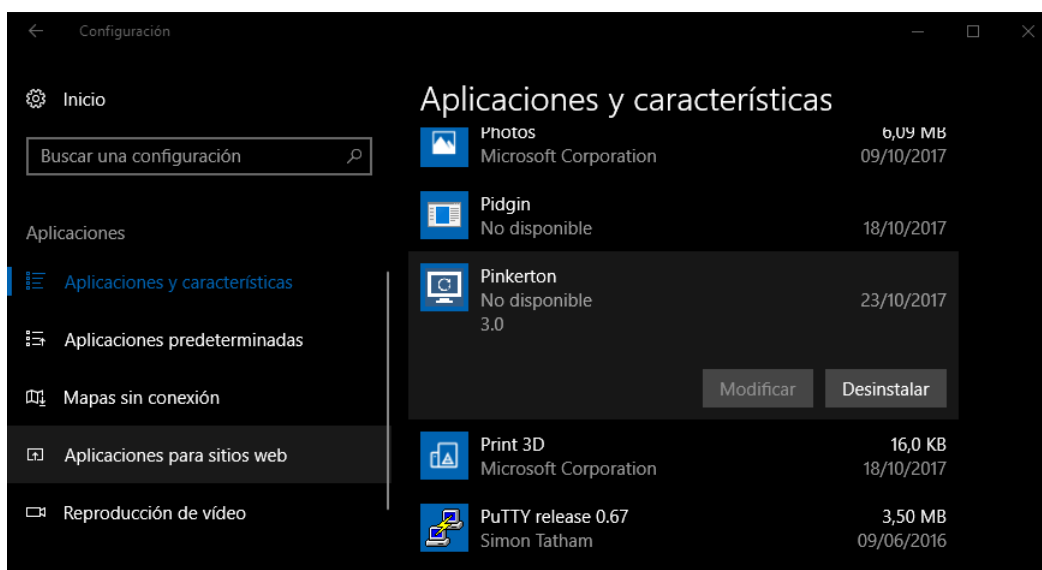 Configuración
Inicio
Buscar una configuración
Aplicaciones
Aplicaciones y características
Aplicaciones predeterminadas
Mapas sin conexión
Aplicaciones para sitios web
Reproducción de vídeo
Aplicaciones y características
Photos 6,09 MB
Microsoft Corporation 09/10/2017
Pidgin
No disponible 18/10/2017
Pinkerton
No disponible 23/10/2017
3.0
Modificar Desinstalar
Print 3D 16,0 KB
Microsoft Corporation 18/10/2017
PuTTY release 0.67 3,50 MB
Simon Tatham 09/06/2016